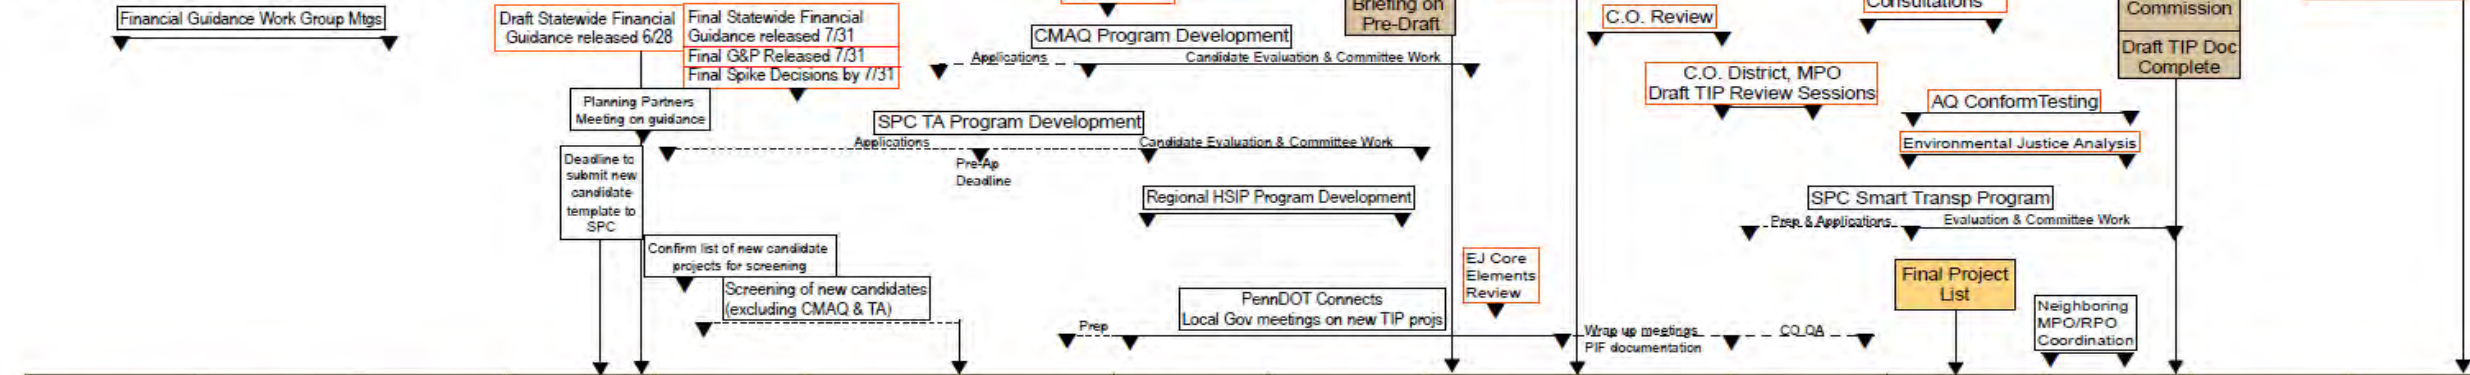 Financial Guidance Work Group Mtgs
Draft Statewide Financial
Guidance released 6/28
Final Statewide Financial
Guidance released 7/31
Final G&P Released 7/31
Final Spike Decisions by 7/31
Planning Partners
Meeting on guidance
Deadline to
submit new
candidate
template to
SPC
Confirm list of new candidate
projects for screening
Screening of new candidates
(excluding CMAQ & TA)
CMAQ Program Development
Applications
Candidate Evaluation & Committee Work
SPC TA Program Development
Applications
Candidate Evaluation & Committee Work
Pre-Ap
Deadline
Regional HSIP Program Development
PennDOT Connects
Local Gov meetings on new TIP projs
Prep
Briefing on
Pre-Draft
EJ Core
Elements
Review
Wrap up meetings
PIF documentation
CO QA
C.O. Review
C.O. District, MPO
Draft TIP Review Sessions
Consultations
AQ ConformTesting
Environmental Justice Analysis
SPC Smart Transp Program
Prep & Applications
Evaluation & Committee Work
Final Project
List
Neighboring
MPO/RPO
Coordination
Commission
Draft TIP Doc
Complete